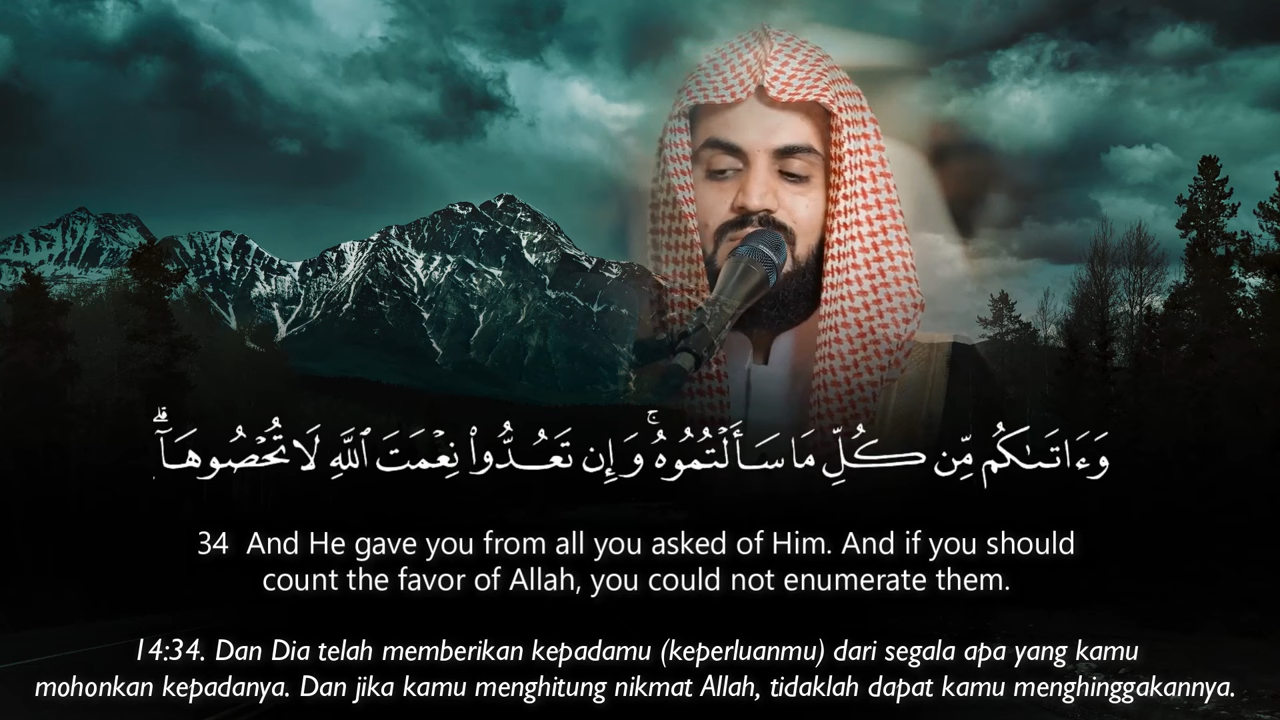 وَءَاتَىٰكُم مِّن كُلِّ مَا سَأَلْتُمُوهُ ۚ وَإِن تَعُدُّوا۟ نِعْمَتَ ٱللَّهِ لَا تُحْصُوهَآ ۗ
34 And He gave you from all you asked of Him. And if you should
count the favor of Allah, you could not enumerate them.
14:34. Dan Dia telah memberikan kepadamu (keperluanmu) dari segala apa yang kamu
mohonkan kepadanya. Dan jika kamu menghitung nikmat Allah, tidaklah dapat kamu menghinggakannya.